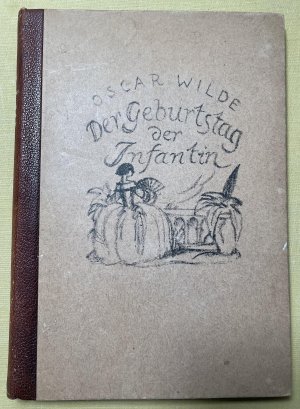 OSCAR WILDE
Der Geburtstag
der
Infantin